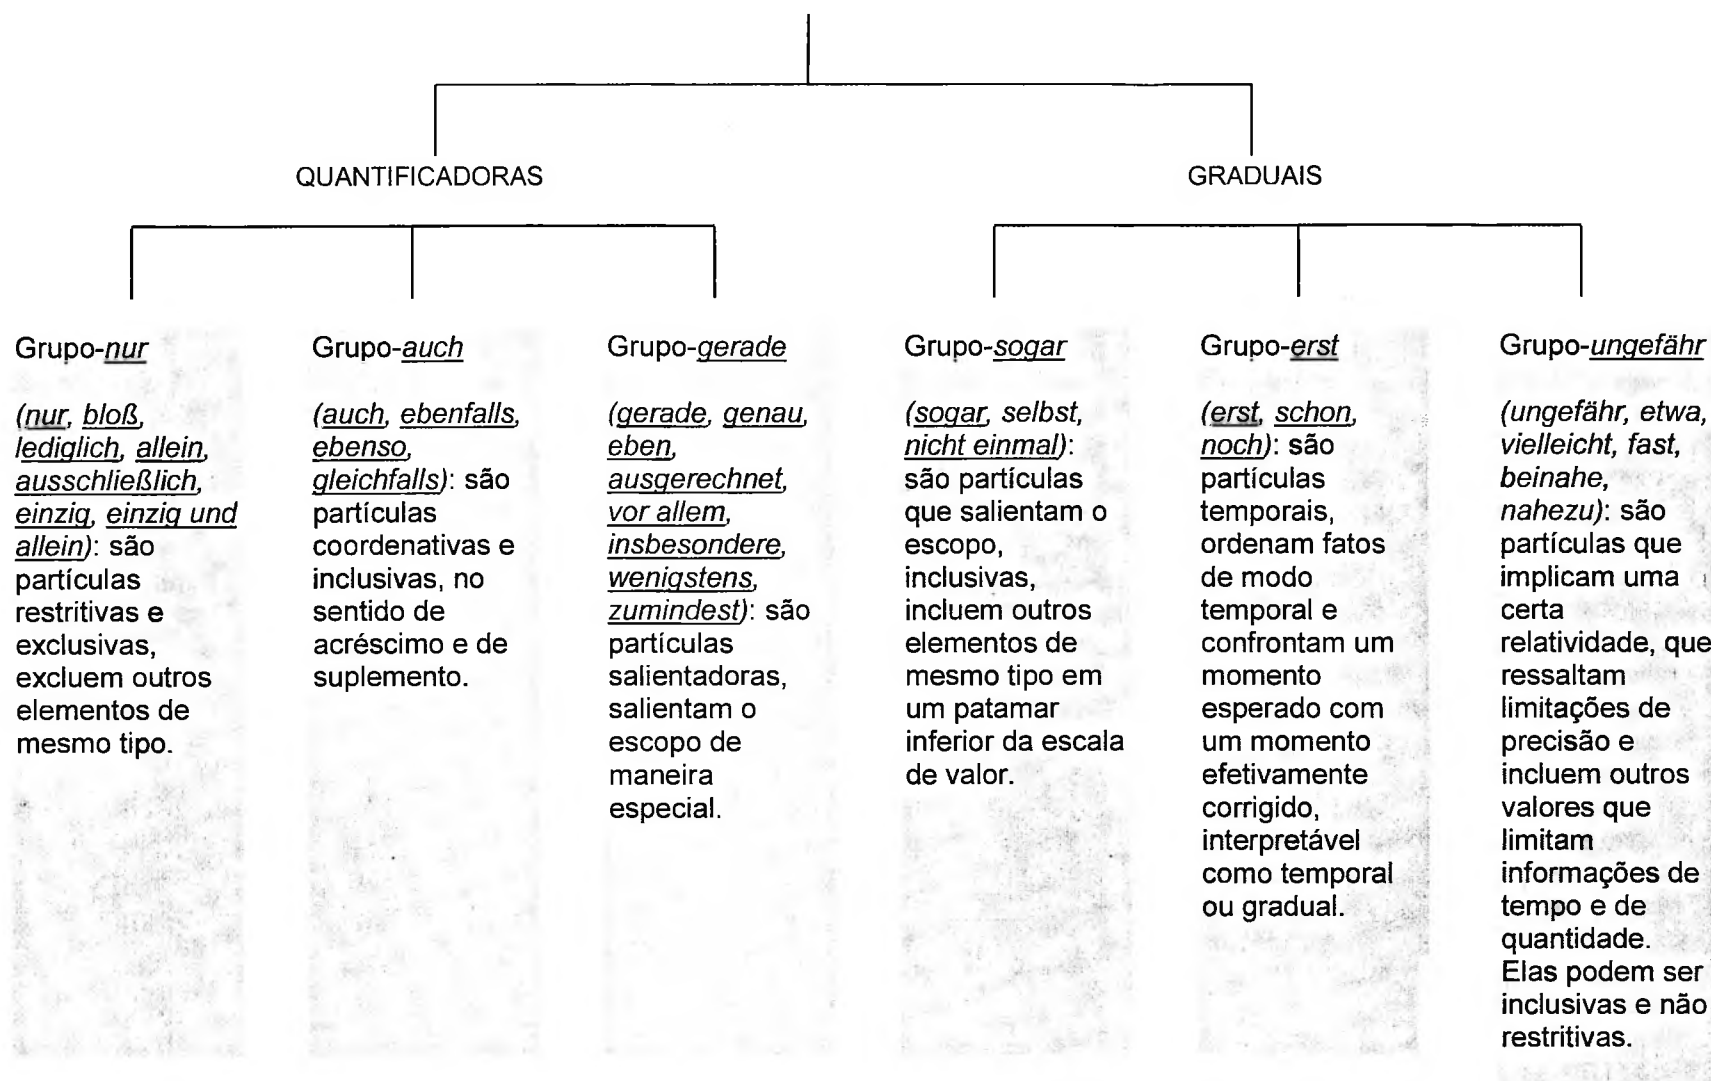 QUANTIFICADORAS
GRADUAIS
Grupo-nur
(nur, bloß,
lediglich, allein,
ausschließlich,
einzig, einzig und
allein): são
partículas
restritivas e
exclusivas,
excluem outros
elementos de
mesmo tipo.
Grupo-auch
(auch, ebenfalls,
ebenso,
gleichfalls): são
partículas
coordenativas e
inclusivas, no
sentido de
acréscimo e de
suplemento.
Grupo-gerade
(gerade, genau,
eben,
ausgerechnet,
vor allem,
insbesondere,
wenigstens,
zumindest): são
partículas
salientadoras,
salientam o
escopo de
maneira
especial.
Grupo-sogar
(sogar, selbst,
nicht einmal):
são partículas
que salientam o
escopo,
inclusivas,
incluem outros
elementos de
mesmo tipo em
um patamar
inferior da escala
de valor.
Grupo-erst
(erst, schon,
noch): são
partículas
temporais,
ordenam fatos
de modo
temporal e
confrontam um
momento
esperado com
um momento
efetivamente
corrigido,
interpretável
como temporal
ou gradual.
Grupo-ungefähr
(ungefähr, etwa,
vielleicht, fast,
beinahe,
nahezu): são
partículas que
implicam uma
certa
relatividade, que
ressaltam
limitações de
precisão e
incluem outros
valores que
limitam
informações de
tempo e de
quantidade.
Elas podem ser
inclusivas e não
restritivas.